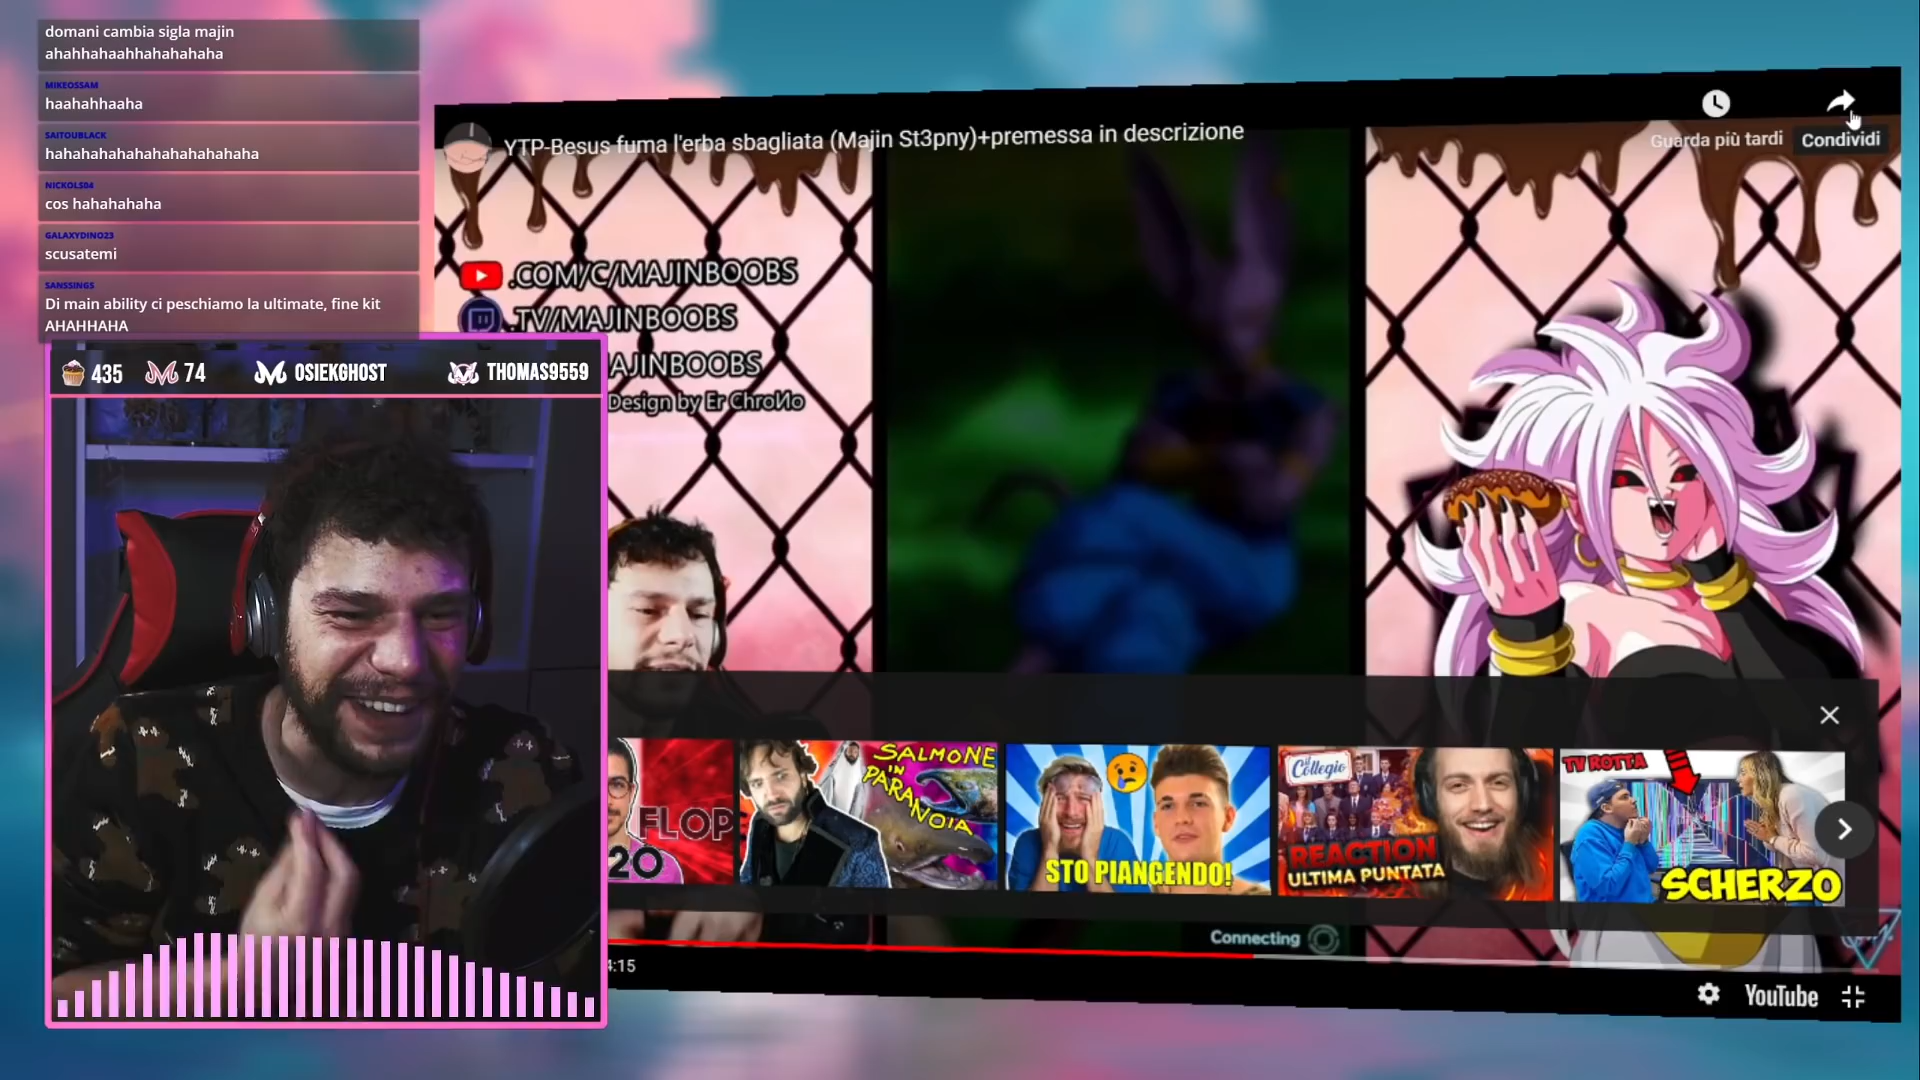 domani cambia sigla majin
ahahhahaahhahahahaha
MIKEOSSAM
haahahhaaha
SAITOUBLACK
hahahahahahahahahahaha
NICKOLS04
cos hahahahaha
GALAXYDINO23
scusatemi
SANSSINGS
Di main ability ci peschiamo la ultimate, fine kit
AHAHHAHA
435
74
OSIEKGHOST
THOMAS9559
YTP-Besus fuma l'erba sbagliata (Majin St3pny)+premessa in descrizione
Guarda più tardi
Condividi
.COM/C/MAJINBOOBS
.TV/MAJINBOOBS
AJINBOOBS
Design by Er ChroNo
FLOP
20
SALMONE
IN
PARANOIA
STO PIANGENDO!
il Collegio
REACTION
ULTIMA PUNTATA
TV ROTTA
SCHERZO
Connecting
4:15
YouTube